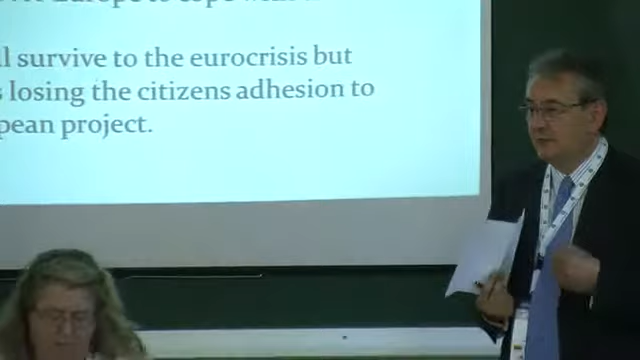 survive to the eurocrisis but
losing the citizens adhesion to
pean project.